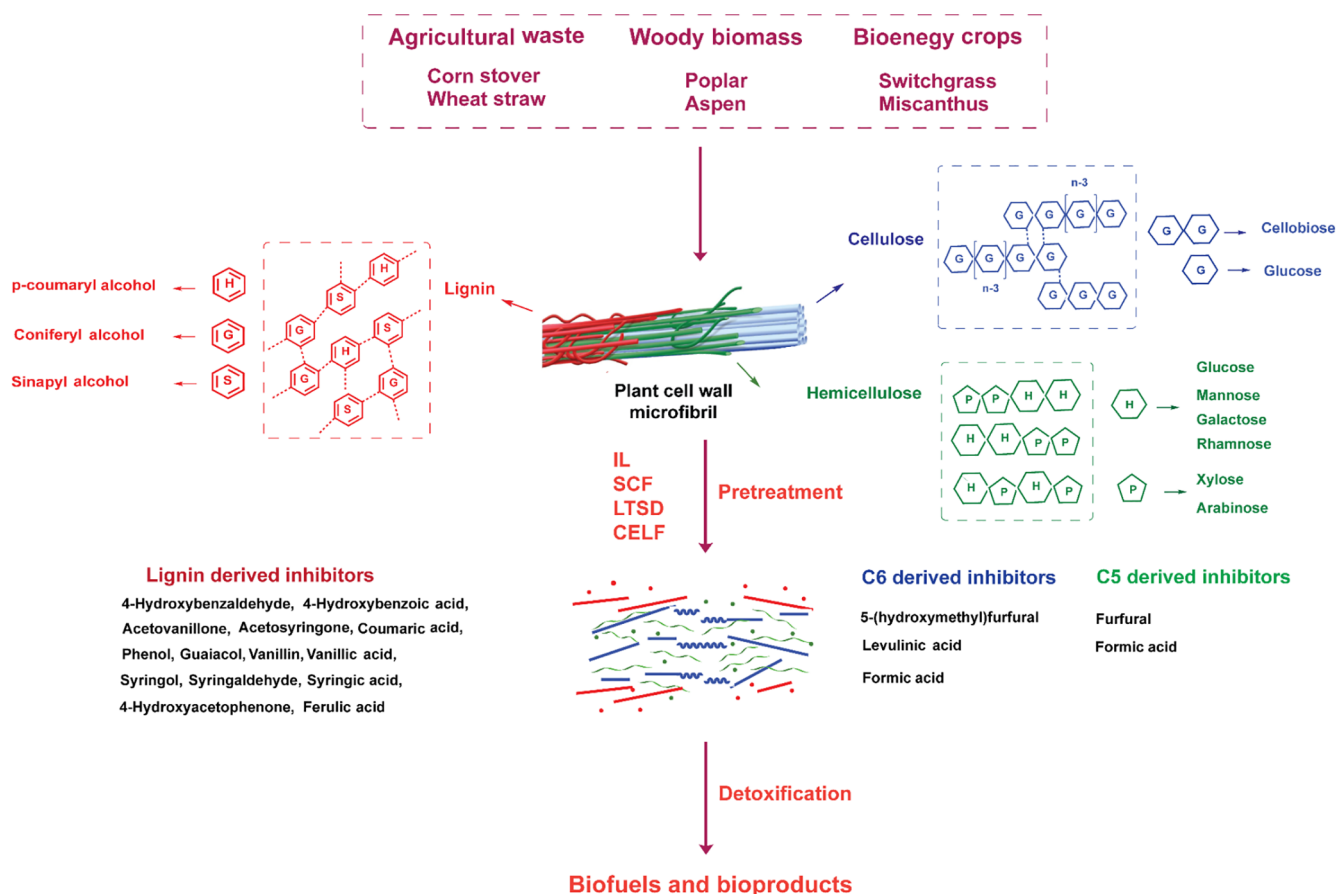 Agricultural waste
Corn stover
Wheat straw
Woody biomass
Poplar
Aspen
Bioenegy crops
Switchgrass
Miscanthus
p-coumaryl alcohol
H
Coniferyl alcohol
G
Sinapyl alcohol
S
H
S
G
S
H
G
G
S
Lignin
Plant cell wall
microfibril
Cellulose
n-3
G G G G
G G G G
n-3
G G G
G G
Cellobiose
G
Glucose
Hemicellulose
P P H H
H H P P
H P H P
H
Glucose
Mannose
Galactose
Rhamnose
P
Xylose
Arabinose
IL
SCF
LTSD
CELF
Pretreatment
Lignin derived inhibitors
4-Hydroxybenzaldehyde, 4-Hydroxybenzoic acid,
Acetovanillone, Acetosyringone, Coumaric acid,
Phenol, Guaiacol, Vanillin, Vanillic acid,
Syringol, Syringaldehyde, Syringic acid,
4-Hydroxyacetophenone, Ferulic acid
C6 derived inhibitors
5-(hydroxymethyl)furfural
Levulinic acid
Formic acid
C5 derived inhibitors
Furfural
Formic acid
Detoxification
Biofuels and bioproducts